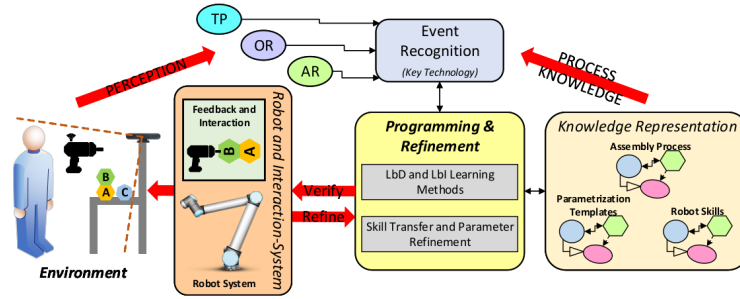 TP
OR
AR
Event
Recognition
(Key Technology)
PERCEPTION
PROCESS
KNOWLEDGE
B
A
C
Environment
Robot and Interaction-System
Feedback and
Interaction
B
A
Robot System
Verify
Refine
Programming &
Refinement
LbD and LbI Learning
Methods
Skill Transfer and Parameter
Refinement
Knowledge Representation
Assembly Process
Parametrization
Templates
Robot Skills